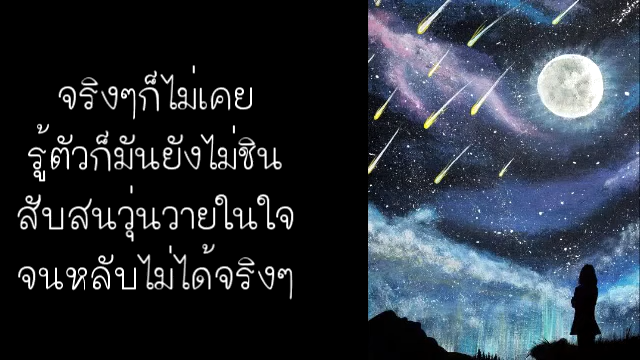 จริงๆก็ไม่เคย
รู้ตัวก็มันยังไม่ชิน
สับสนวุ่นวายในใจ
จนหลับไม่ได้จริงๆ